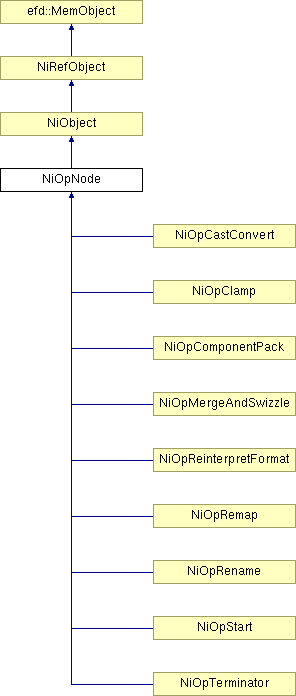 efd::MemObject
NiRefObject
NiObject
NiOpNode
NiOpCastConvert
NiOpClamp
NiOpComponentPack
NiOpMergeAndSwizzle
NiOpReinterpretFormat
NiOpRemap
NiOpRename
NiOpStart
NiOpTerminator